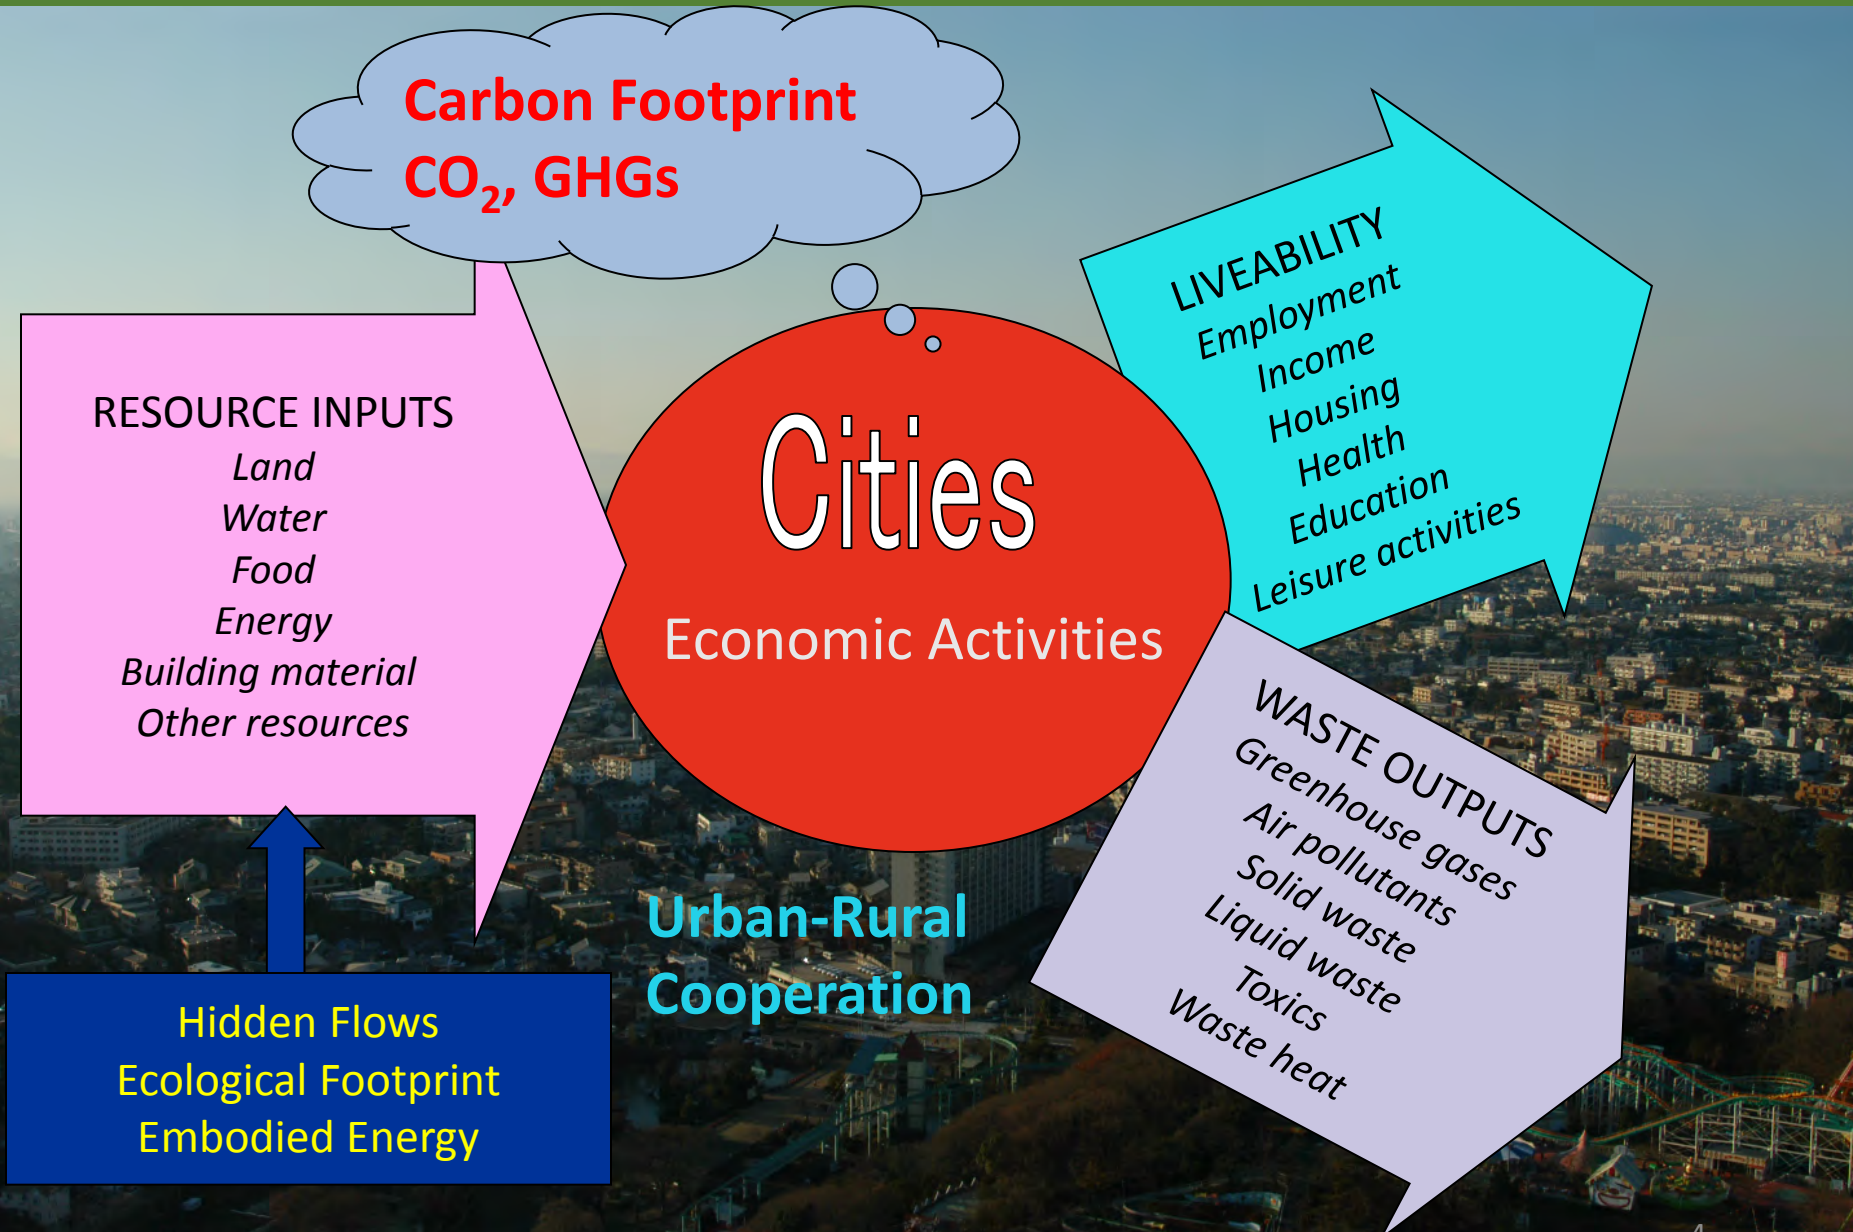 Carbon Footprint
CO₂, GHGs
RESOURCE INPUTS
Land
Water
Food
Energy
Building material
Other resources
Hidden Flows
Ecological Footprint
Embodied Energy
Cities
Economic Activities
Urban-Rural
Cooperation
LIVEABILITY
Employment
Income
Housing
Health
Education
Leisure activities
WASTE OUTPUTS
Greenhouse gases
Air pollutants
Solid waste
Liquid waste
Toxics
Waste heat